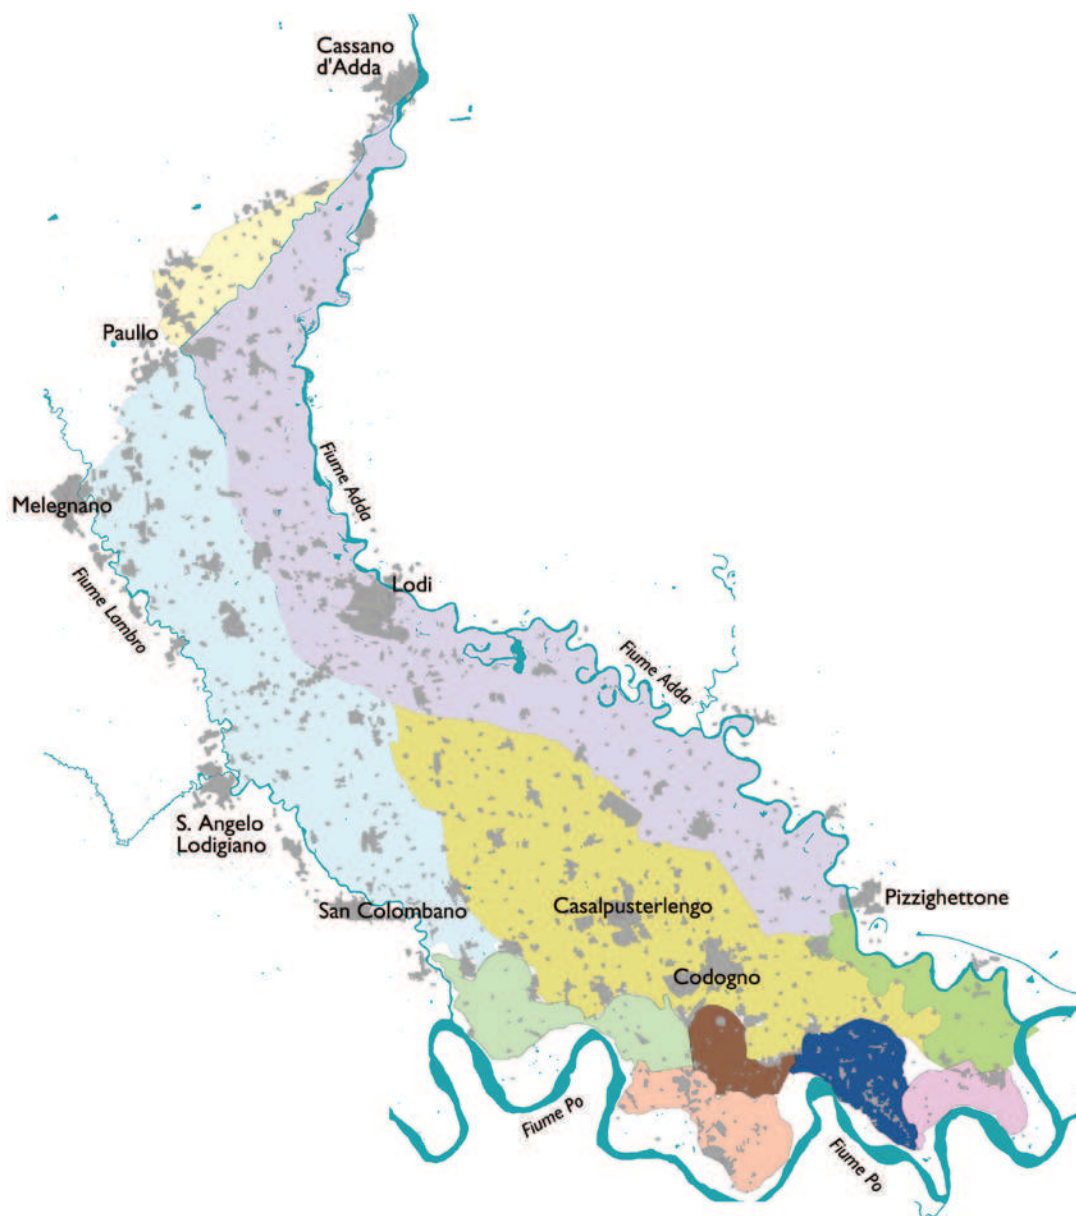 Cassano
d'Adda
Paullo
Fiume Adda
Melegnano
Lodi
Fiume Lambro
Fiume Adda
S. Angelo
Lodigiano
Pizzighettone
San Colombano
Casalpusterlengo
Codogno
Fiume Po
Fiume Po